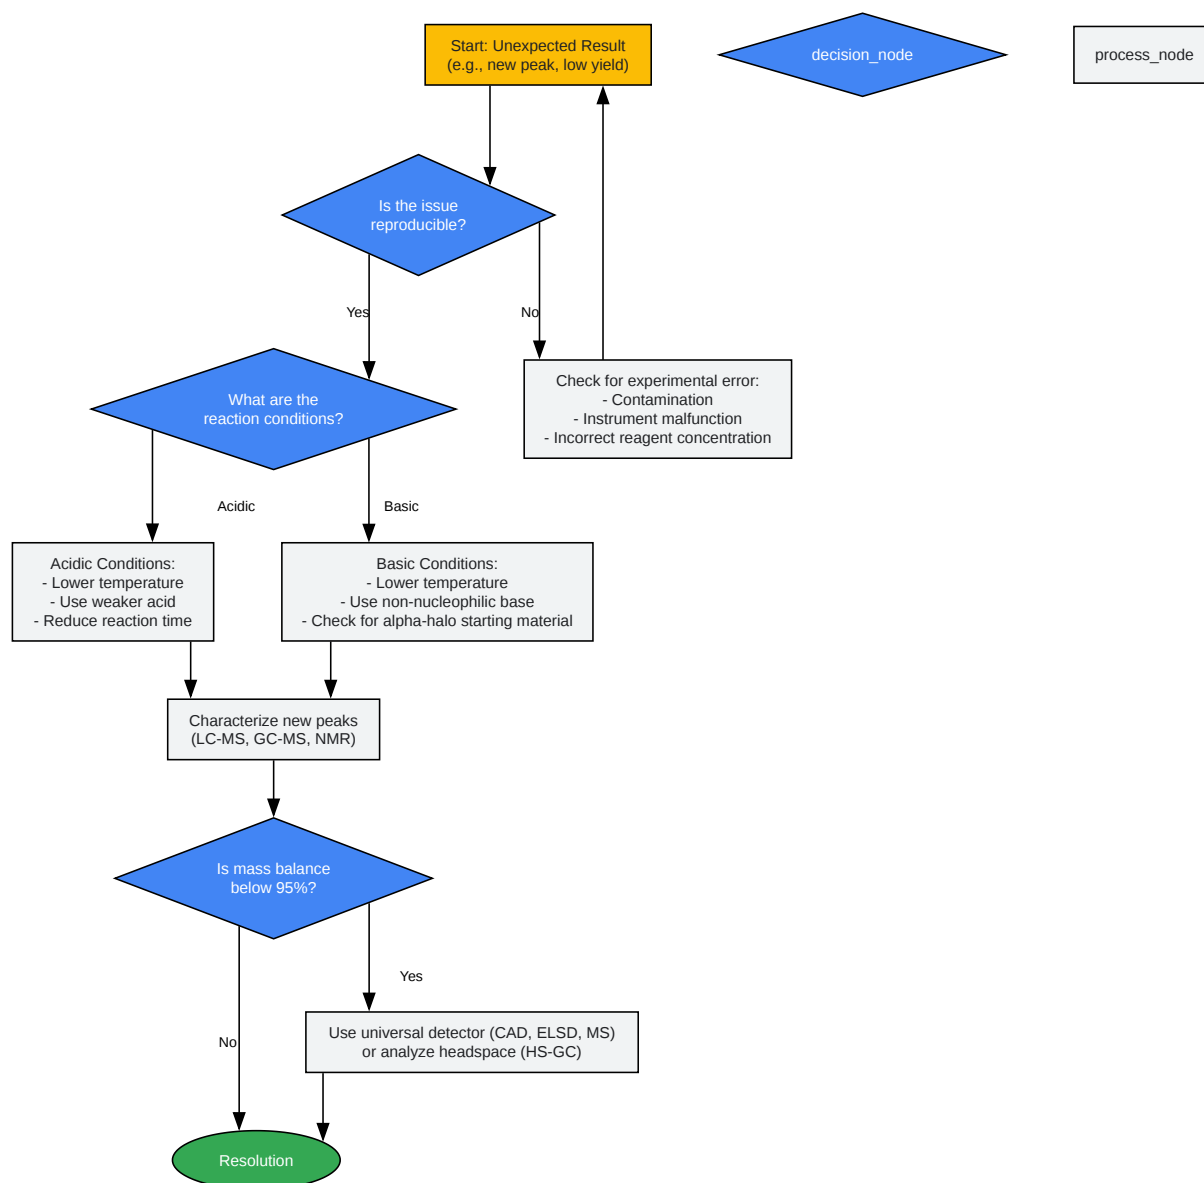 Start: Unexpected Result
(e.g., new peak, low yield)
decision_node
process_node
Is the issue
reproducible?
Yes
No
What are the
reaction conditions?
Check for experimental error:
- Contamination
- Instrument malfunction
- Incorrect reagent concentration
Acidic
Basic
Acidic Conditions:
- Lower temperature
- Use weaker acid
- Reduce reaction time
Basic Conditions:
- Lower temperature
- Use non-nucleophilic base
- Check for alpha-halo starting material
Characterize new peaks
(LC-MS, GC-MS, NMR)
Is mass balance
below 95%?
Yes
No
Use universal detector (CAD, ELSD, MS)
or analyze headspace (HS-GC)
Resolution